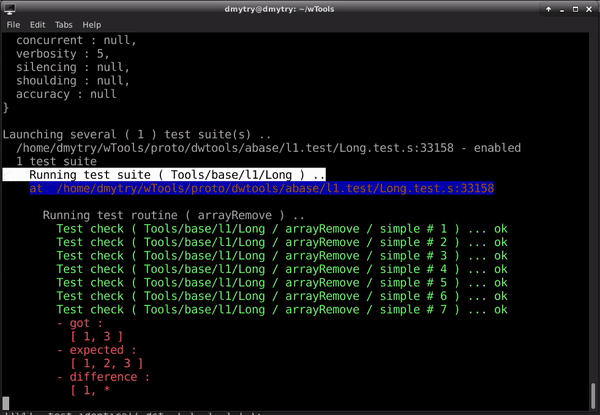 dmytry@dmytry: ~/wTools
File Edit Tabs Help
concurrent : null,
verbosity : 5,
silencing : null,
shoulding : null,
accuracy : null
}
Launching several ( 1 ) test suite(s) ..
/home/dmytry/wTools/proto/dwtools/abase/l1.test/Long.test.s:33158 - enabled
1 test suite
Running test suite ( Tools/base/l1/Long ) ..
at /home/dmytry/wTools/proto/dwtools/abase/l1.test/Long.test.s:33158
Running test routine ( arrayRemove ) ..
Test check ( Tools/base/l1/Long / arrayRemove / simple # 1 ) ... ok
Test check ( Tools/base/l1/Long / arrayRemove / simple # 2 ) ... ok
Test check ( Tools/base/l1/Long / arrayRemove / simple # 3 ) ... ok
Test check ( Tools/base/l1/Long / arrayRemove / simple # 4 ) ... ok
Test check ( Tools/base/l1/Long / arrayRemove / simple # 5 ) ... ok
Test check ( Tools/base/l1/Long / arrayRemove / simple # 6 ) ... ok
Test check ( Tools/base/l1/Long / arrayRemove / simple # 7 ) ... ok
- got :
[ 1, 3 ]
- expected :
[ 1, 2, 3 ]
- difference :
[ 1, *